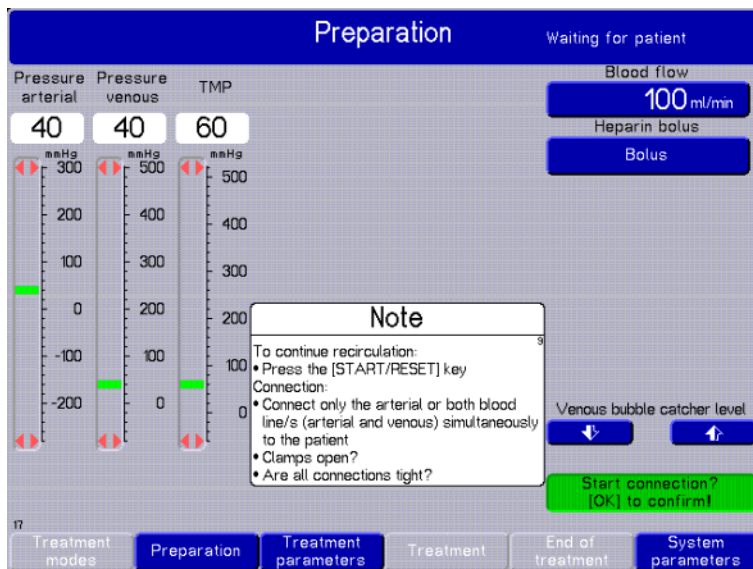 Preparation
Waiting for patient
Pressure arterial
Pressure venous
TMP
40
40
60
mmHg
mmHg
mmHg
300
200
100
0
-100
-200
500
400
300
200
100
0
500
400
300
200
100
0
Blood flow
100 ml/min
Heparin bolus
Bolus
Note
9
To continue recirculation:
• Press the [START/RESET] key
Connection:
• Connect only the arterial or both blood
line/s (arterial and venous) simultaneously
to the patient
• Clamps open?
• Are all connections tight?
Venous bubble catcher level
Start connection?
[OK] to confirm!
17
Treatment modes
Preparation
Treatment parameters
Treatment
End of treatment
System parameters